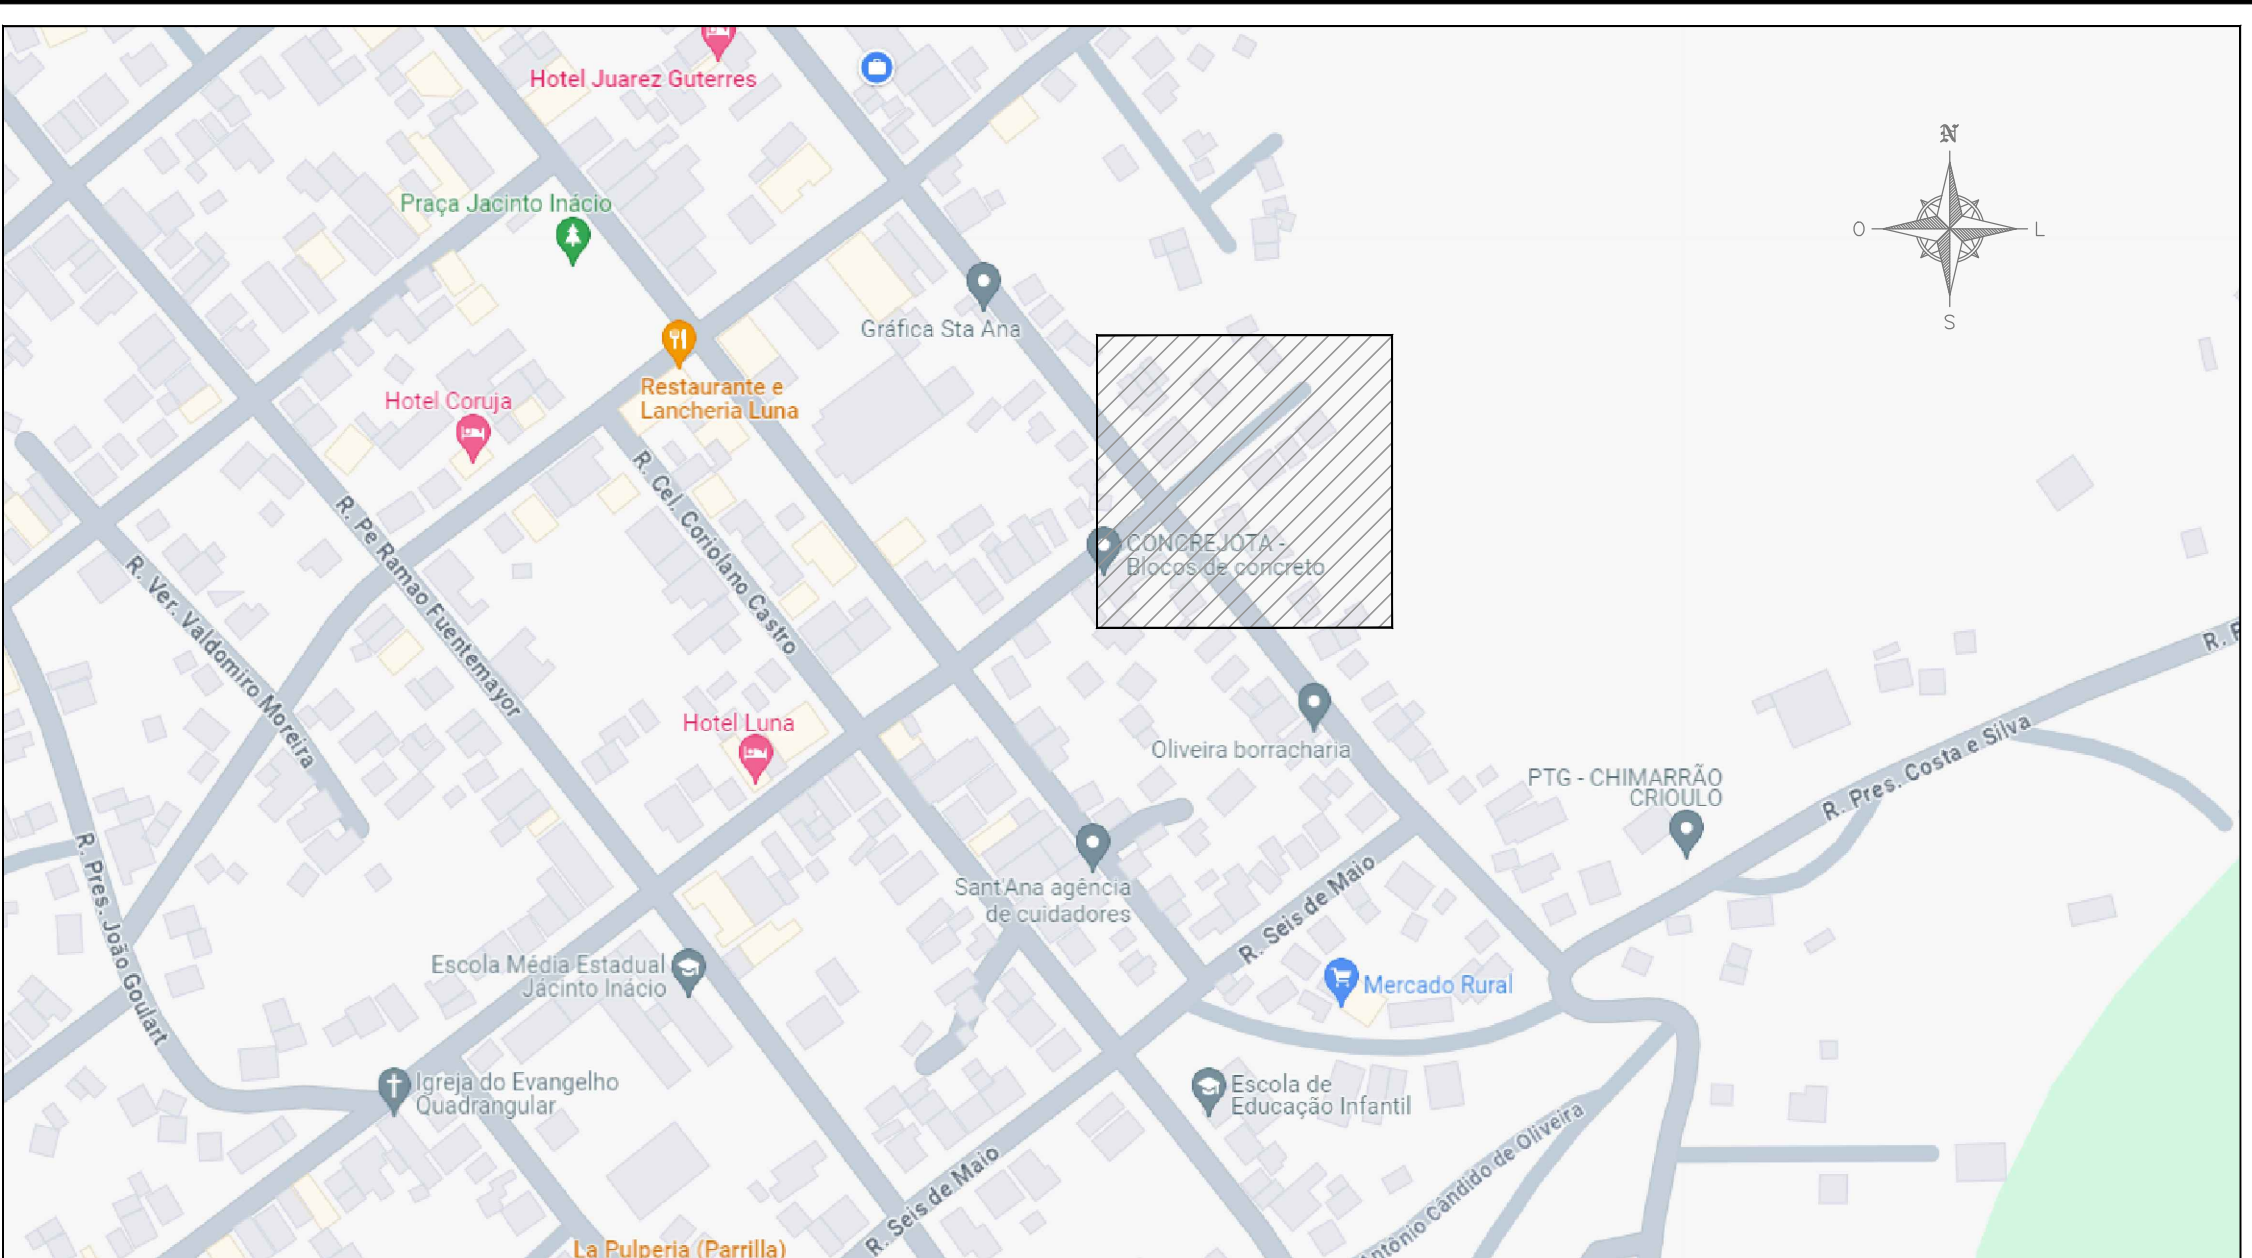 Hotel Juarez Guterres
N
O
L
S
Praça Jacinto Inácio
Gráfica Sta Ana
Restaurante e
Lancheria Luna
Hotel Coruja
R. Cel. Coriolano Castro
R. Pe Ramao Fuentemayor
R. Ver. Valdomiro Moreira
CONCREJOTA -
Blocos de concreto
R.
Hotel Luna
Oliveira borracharia
PTG - CHIMARRÃO
CRIOULO
R. Pres. Costa e Silva
R. Pres. João Goulart
Sant'Ana agência
de cuidadores
R. Seis de Maio
Escola Média Estadual
Jácinto Inácio
Mercado Rural
Igreja do Evangelho
Quadrangular
Escola de
Educação Infantil
Antônio Cândido de Oliveira
R. Seis de Maio
La Pulperia (Parrilla)